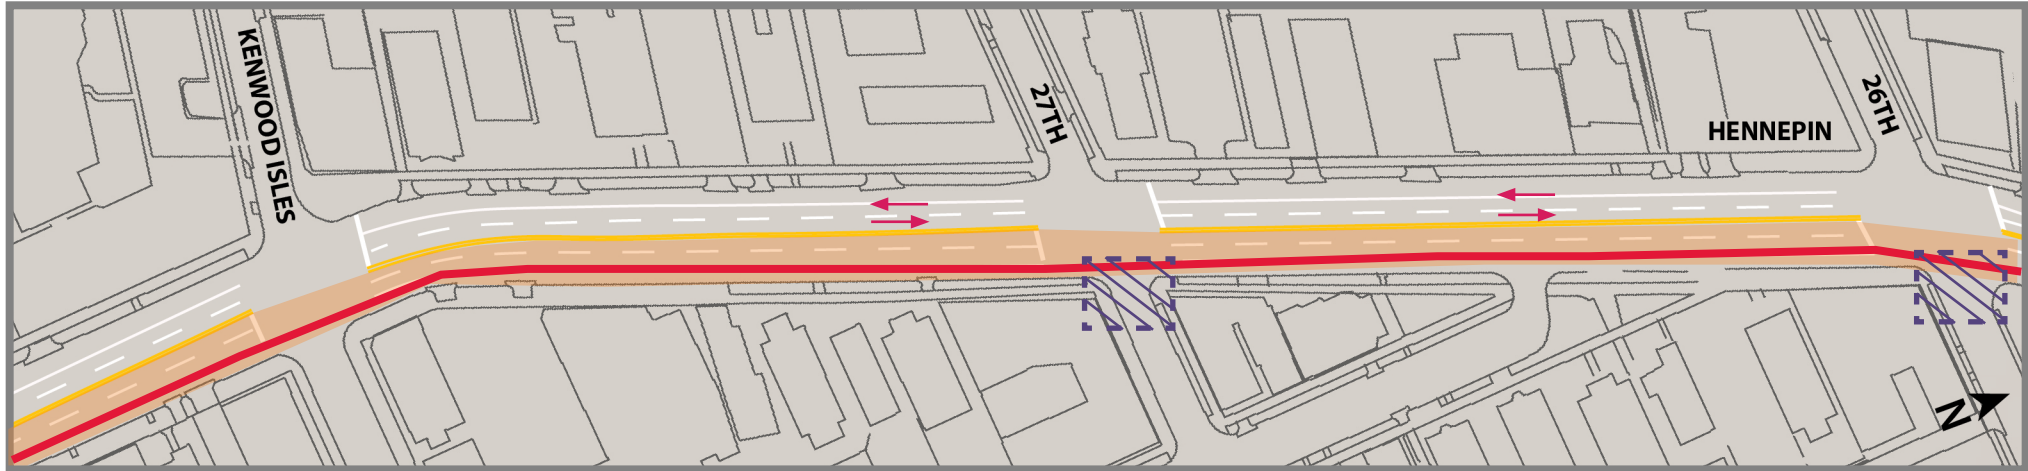 KENWOOD ISLES
27TH
HENNEPIN
26TH
N